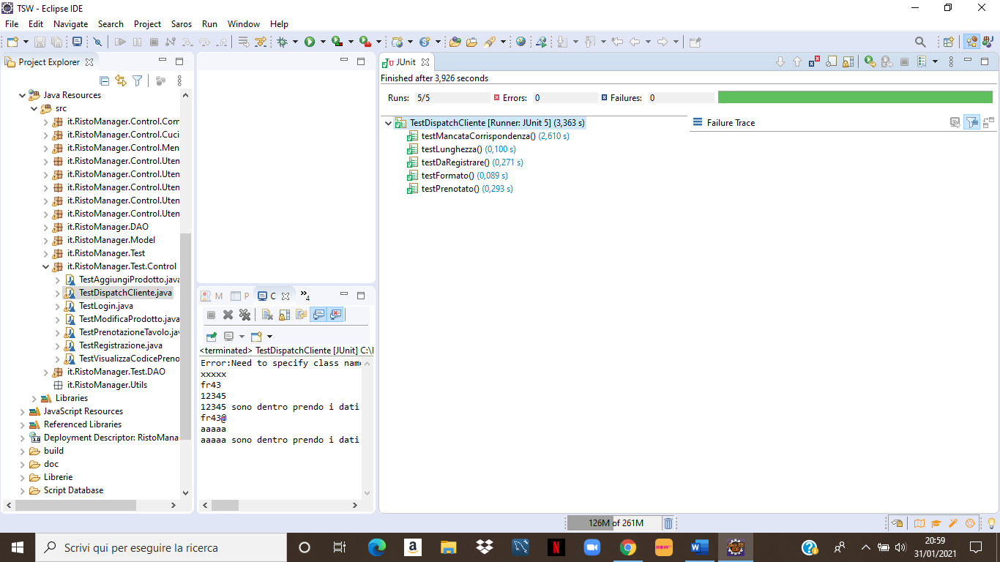 TSW - Eclipse IDE
File Edit Navigate Search Project Saros Run Window Help
Project Explorer
Java Resources
src
it.RistoManager.Control.Com
it.RistoManager.Control.Cuci
it.RistoManager.Control.Men
it.RistoManager.Control.Uten
it.RistoManager.Control.Uten
it.RistoManager.Control.Uten
it.RistoManager.Control.Uten
it.RistoManager.Control.Uten
it.RistoManager.DAO
it.RistoManager.Model
it.RistoManager.Test
it.RistoManager.Test.Control
TestAggiungiProdotto.java
TestDispatchCliente.java
TestLogin.java
TestModificaProdotto.java
TestPrenotazioneTavolo.jav
TestRegistrazione.java
TestVisualizzaCodicePreno
it.RistoManager.Test.DAO
it.RistoManager.Utils
Libraries
JavaScript Resources
Referenced Libraries
Deployment Descriptor: RistoMana
build
doc
Librerie
Script Database
M P C 4
<terminated> TestDispatchCliente [JUnit] C:\
Error:Need to specify class name
xxxxx
fr43
12345
12345 sono dentro prendo i dati
fr43@
aaaaa
aaaaa sono dentro prendo i dati
JUnit
Finished after 3,926 seconds
Runs: 5/5 Errors: 0 Failures: 0
TestDispatchCliente [Runner: JUnit 5] (3,363 s)
testMancataCorrispondenza() (2,610 s)
testLunghezza() (0,100 s)
testDaRegistrare() (0,271 s)
testFormato() (0,089 s)
testPrenotato() (0,293 s)
Failure Trace
126M of 261M
Scrivi qui per eseguire la ricerca
20:59
31/01/2021